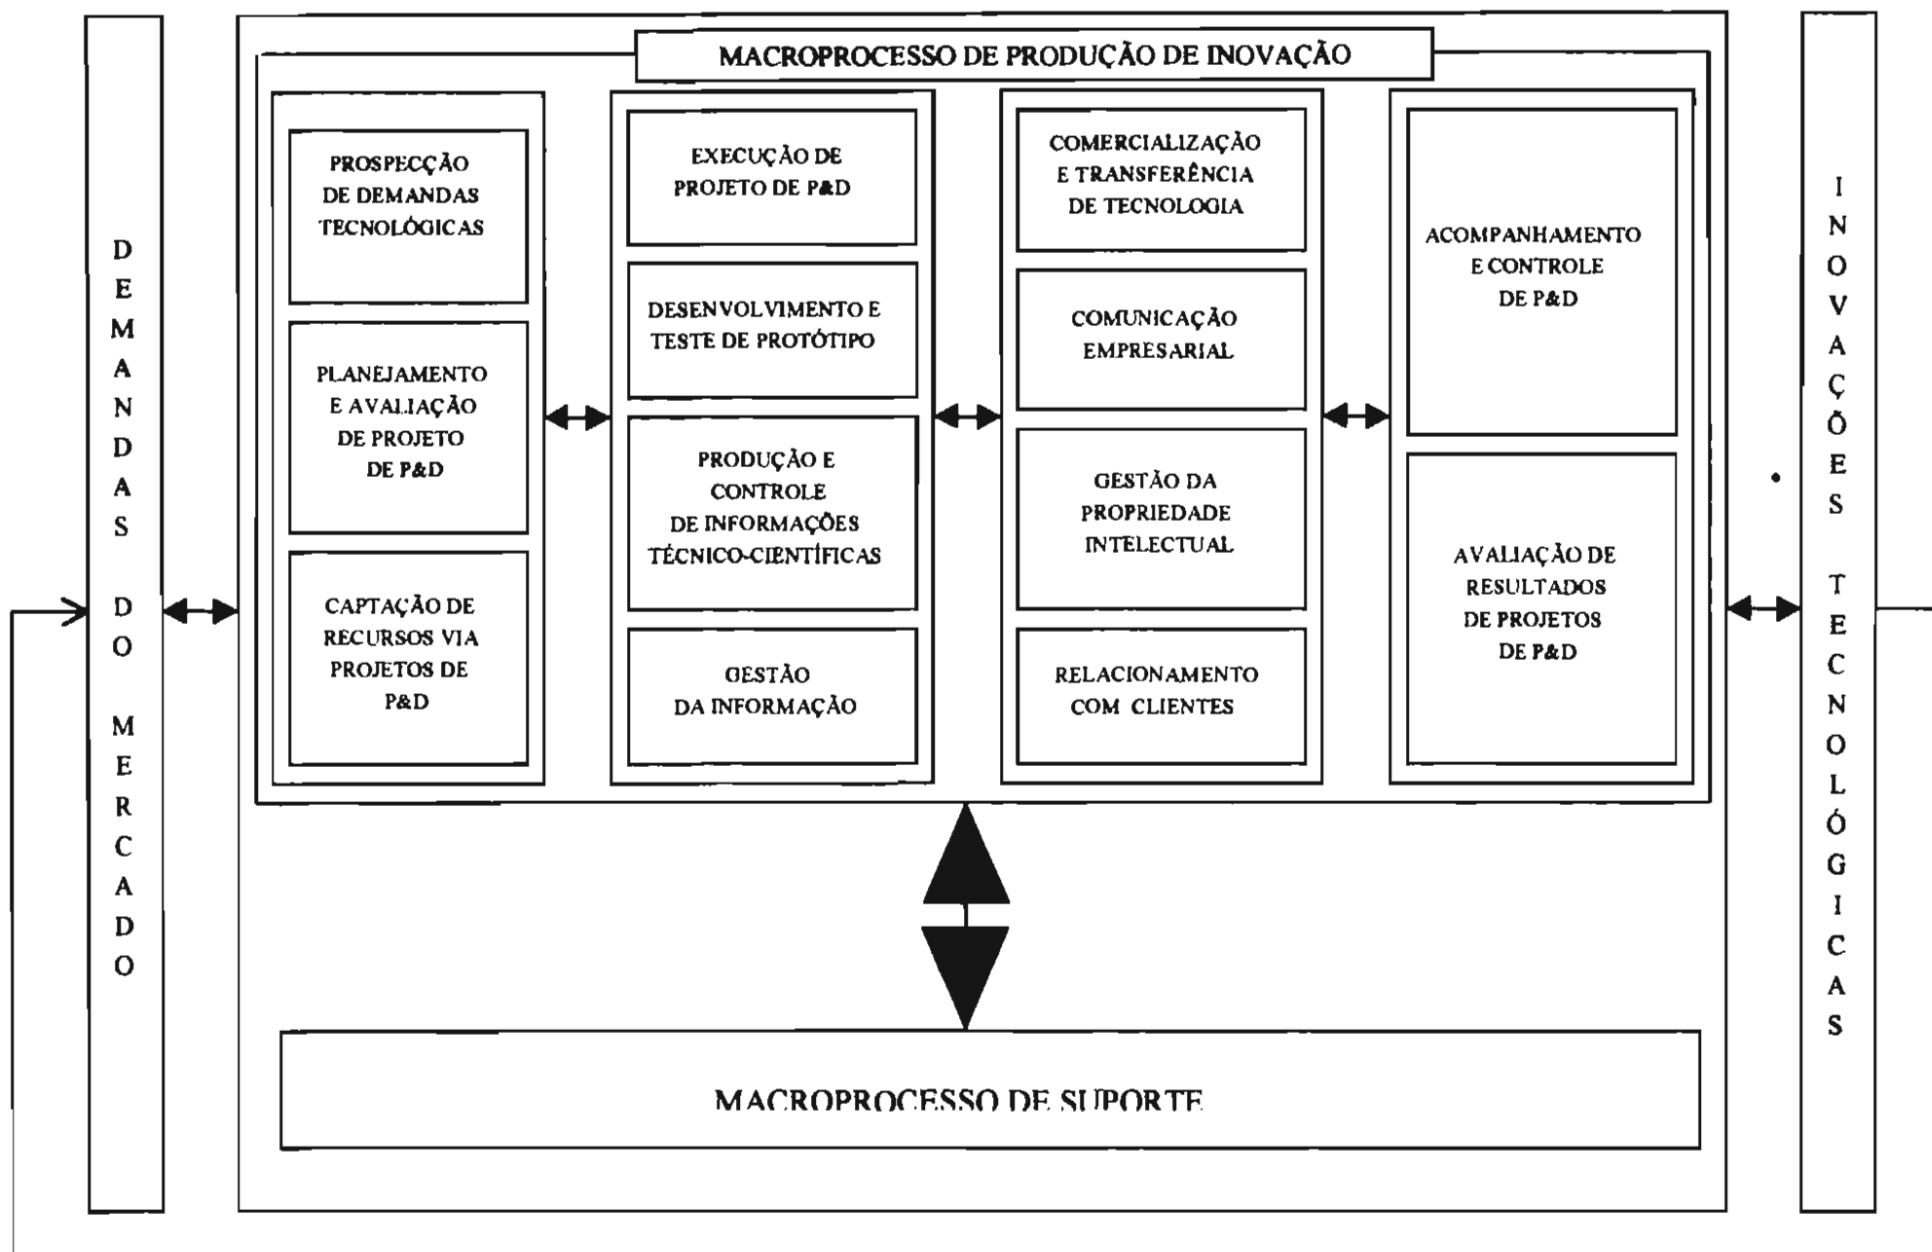 MACROPROCESSO DE PRODUÇÃO DE INOVAÇÃO
DEMANDAS DO MERCADO
PROSPECÇÃO
DE DEMANDAS
TECNOLÓGICAS
PLANEJAMENTO
E AVALIAÇÃO
DE PROJETO
DE P&D
CAPTAÇÃO DE
RECURSOS VIA
PROJETOS DE
P&D
EXECUÇÃO DE
PROJETO DE P&D
DESENVOLVIMENTO E
TESTE DE PROTÓTIPO
PRODUÇÃO E
CONTROLE
DE INFORMAÇÕES
TÉCNICO-CIENTÍFICAS
GESTÃO
DA INFORMAÇÃO
COMERCIALIZAÇÃO
E TRANSFERÊNCIA
DE TECNOLOGIA
COMUNICAÇÃO
EMPRESARIAL
GESTÃO DA
PROPRIEDADE
INTELECTUAL
RELACIONAMENTO
COM CLIENTES
ACOMPANHAMENTO
E CONTROLE
DE P&D
AVALIAÇÃO DE
RESULTADOS
DE PROJETOS
DE P&D
INOVAÇÕES TECNOLÓGICAS
MACROPROCESSO DE SUPORTE